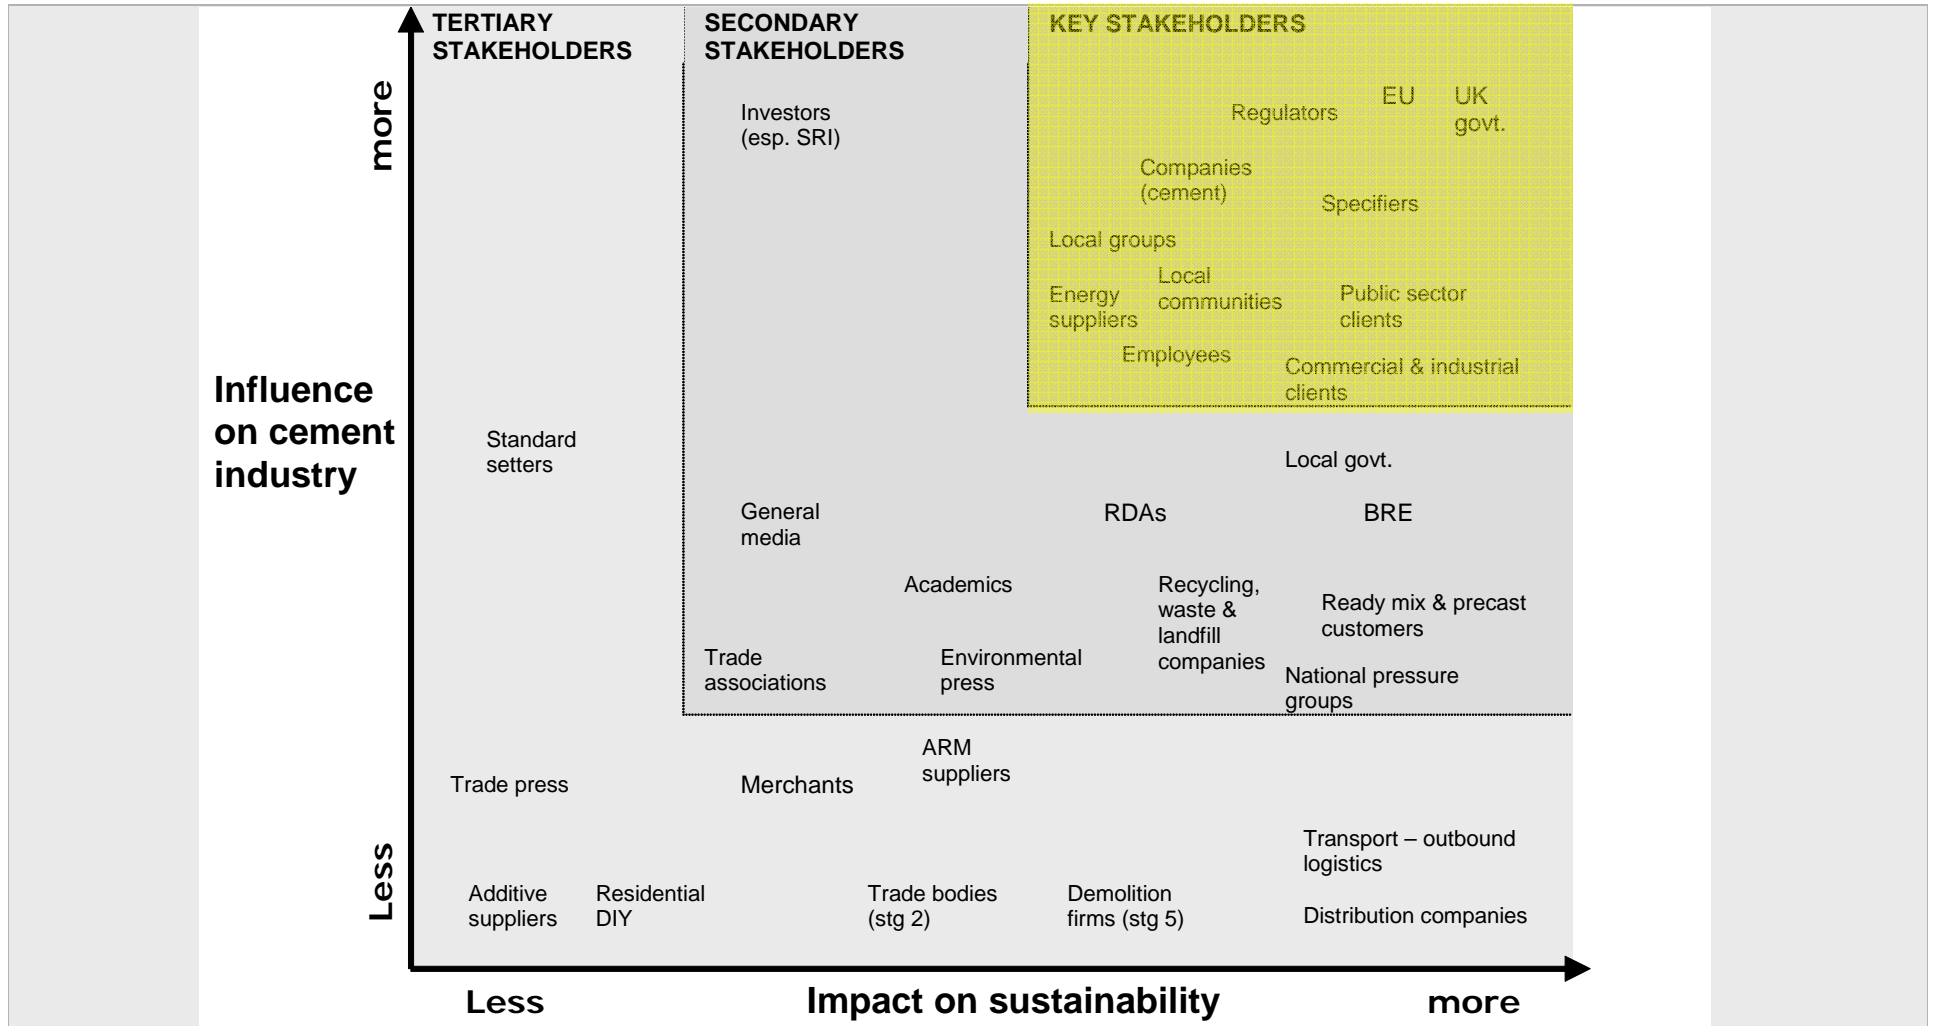 TERTIARY
STAKEHOLDERS
SECONDARY
STAKEHOLDERS
KEY STAKEHOLDERS
more
Investors
(esp. SRI)
Regulators
EU
UK
govt.
Companies
(cement)
Specifiers
Local groups
Local
communities
Energy
suppliers
Public sector
clients
Employees
Commercial & industrial
clients
Influence
on cement
industry
Standard
setters
Local govt.
General
media
RDAs
BRE
Academics
Recycling,
waste &
landfill
companies
Ready mix & precast
customers
Trade
associations
Environmental
press
National pressure
groups
ARM
suppliers
Trade press
Merchants
Transport – outbound
logistics
Less
Additive
suppliers
Residential
DIY
Trade bodies
(stg 2)
Demolition
firms (stg 5)
Distribution companies
Less
Impact on sustainability
more